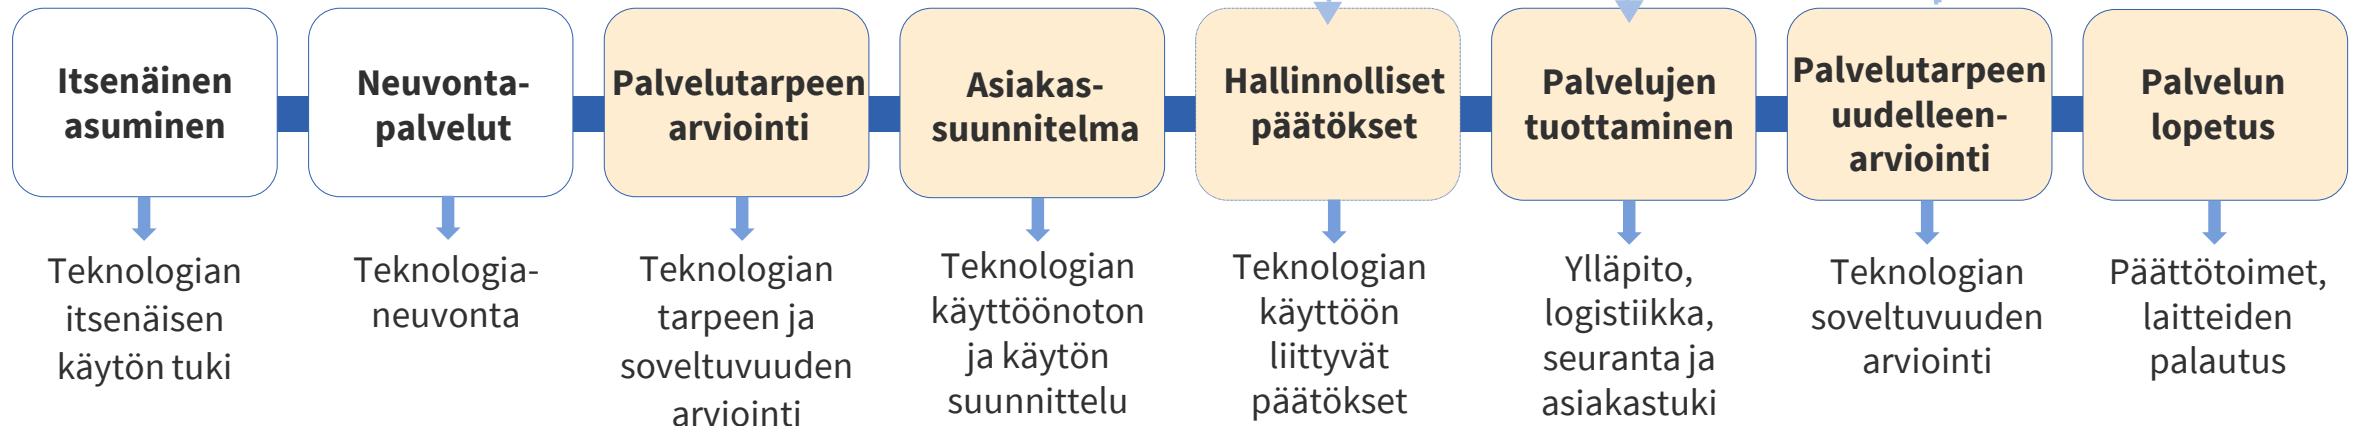 Itsenäinen
asuminen
Neuvonta-
palvelut
Palvelutarpeen
arviointi
Asiakas-
suunnitelma
Hallinnolliset
päätökset
Palvelujen
tuottaminen
Palvelutarpeen
uudelleen-
arviointi
Palvelun
lopetus
Teknologian
itsenäisen
käytön tuki
Teknologia-
neuvonta
Teknologian
tarpeen ja
soveltuvuuden
arviointi
Teknologian
käyttöönoton
ja käytön
suunnittelu
Teknologian
käyttöön
liittyvät
päätökset
Ylläpito,
logistiikka,
seuranta ja
asiakastuki
Teknologian
soveltuvuuden
arviointi
Päättötoimet,
laitteiden
palautus